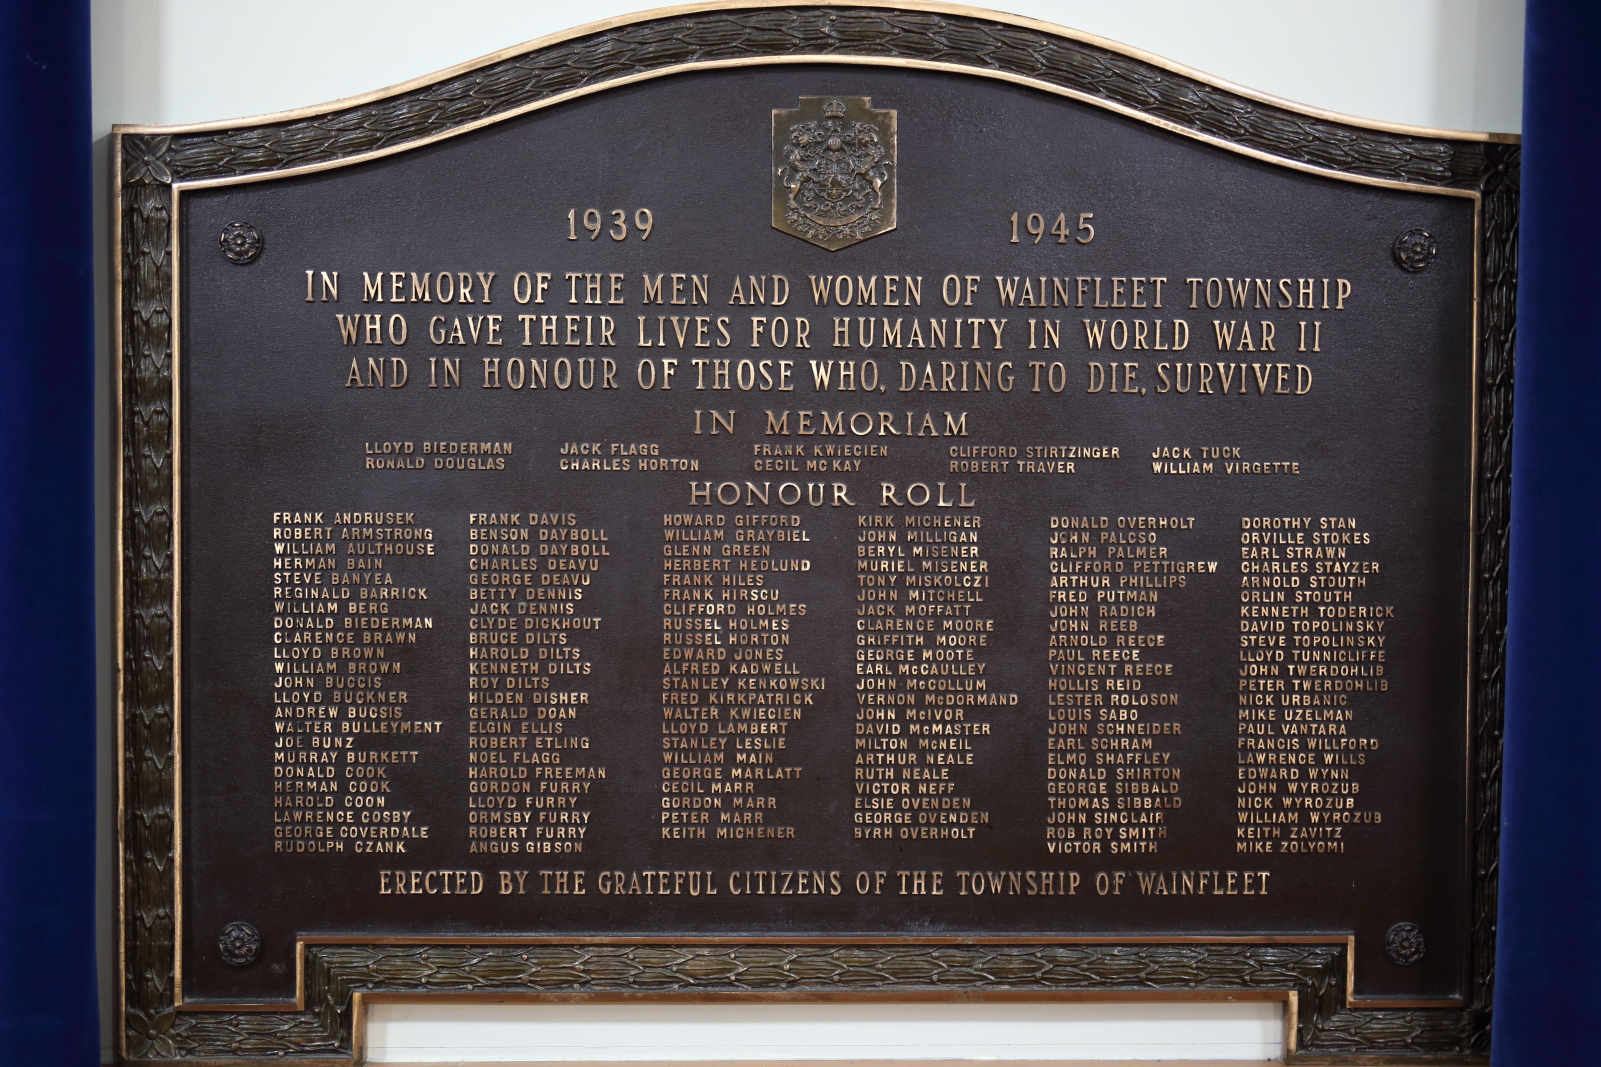 1939 1945
IN MEMORY OF THE MEN AND WOMEN OF WAINFLEET TOWNSHIP
WHO GAVE THEIR LIVES FOR HUMANITY IN WORLD WAR II
AND IN HONOUR OF THOSE WHO, DARING TO DIE, SURVIVED
IN MEMORIAM
LLOYD BIEDERMAN JACK FLAGG FRANK KWIECIEN CLIFFORD STIRTZINGER JACK TUCK
RONALD DOUGLAS CHARLES HORTON CECIL MCKAY ROBERT TRAVER WILLIAM VIRGETTE
HONOUR ROLL
FRANK ANDRUSEK
ROBERT ARMSTRONG
WILLIAM AULTHOUSE
HERMAN BAIN
STEVE BANYEA
REGINALD BARRICK
WILLIAM BERG
DONALD BIEDERMAN
CLARENCE BRAWN
LLOYD BROWN
WILLIAM BROWN
JOHN BUCCIS
LLOYD BUCKNER
ANDREW BUCSIS
WALTER BULLEYMENT
JOE BUNZ
MURRAY BURKETT
DONALD COOK
HERMAN COOK
HAROLD COON
LAWRENCE COSBY
GEORGE COVERDALE
RUDOLPH CZANK
FRANK DAVIS
BENSON DAYBOLL
DONALD DAYBOLL
CHARLES DEAVU
GEORGE DEAVU
BETTY DENNIS
JACK DENNIS
CLYDE DICKHOUT
BRUCE DILTS
HAROLD DILTS
KENNETH DILTS
ROY DILTS
HILDEN DISHER
GERALD DOAN
ELGIN ELLIS
ROBERT ETLING
NOEL FLAGG
HAROLD FREEMAN
GORDON FURRY
LLOYD FURRY
ORMSBY FURRY
ROBERT FURRY
ANGUS GIBSON
HOWARD GIFFORD
WILLIAM GRAYBIEL
GLENN GREEN
HERBERT HEDLUND
FRANK HILES
FRANK HIRSCU
CLIFFORD HOLMES
RUSSEL HOLMES
RUSSEL HORTON
EDWARD JONES
ALFRED KADWELL
STANLEY KENKOWSKI
FRED KIRKPATRICK
WALTER KWIECIEN
LLOYD LAMBERT
STANLEY LESLIE
WILLIAM MAIN
GEORGE MARLATT
CECIL MARR
GORDON MARR
PETER MARR
KEITH MICHENER
KIRK MICHENER
JOHN MILLIGAN
BERYL MISENER
MURIEL MISENER
TONY MISKOLCZI
JOHN MITCHELL
JACK MOFFATT
CLARENCE MOORE
GRIFFITH MOORE
GEORGE MOOTE
EARL McCAULLEY
JOHN McCOLLUM
VERNON McDORMAND
JOHN McIVOR
DAVID McMASTER
MILTON McNEIL
ARTHUR NEALE
RUTH NEALE
VICTOR NEFF
ELSIE OVENDEN
GEORGE OVENDEN
BYRH OVERHOLT
DONALD OVERHOLT
JOHN PALCSO
RALPH PALMER
CLIFFORD PETTIGREW
ARTHUR PHILLIPS
FRED PUTMAN
JOHN RADICH
JOHN REEB
ARNOLD REECE
PAUL REECE
VINCENT REECE
HOLLIS REID
LESTER ROLOSON
LOUIS SABO
JOHN SCHNEIDER
EARL SCHRAM
ELMO SHAFFLEY
DONALD SHIRTON
GEORGE SIBBALD
THOMAS SIBBALD
JOHN SINCLAIR
ROB ROY SMITH
VICTOR SMITH
DOROTHY STAN
ORVILLE STOKES
EARL STRAWN
CHARLES STAYZER
ARNOLD STOUTH
ORLIN STOUTH
KENNETH TODERICK
DAVID TOPOLINSKY
STEVE TOPOLINSKY
LLOYD TUNNICLIFFE
JOHN TWERDOHLIB
PETER TWERDOHLIB
NICK URBANIC
MIKE UZELMAN
PAUL VANTARA
FRANCIS WILLFORD
LAWRENCE WILLS
EDWARD WYNN
JOHN WYROZUB
NICK WYROZUB
WILLIAM WYROZUB
KEITH ZAVITZ
MIKE ZOLYOMI
ERECTED BY THE GRATEFUL CITIZENS OF THE TOWNSHIP OF WAINFLEET